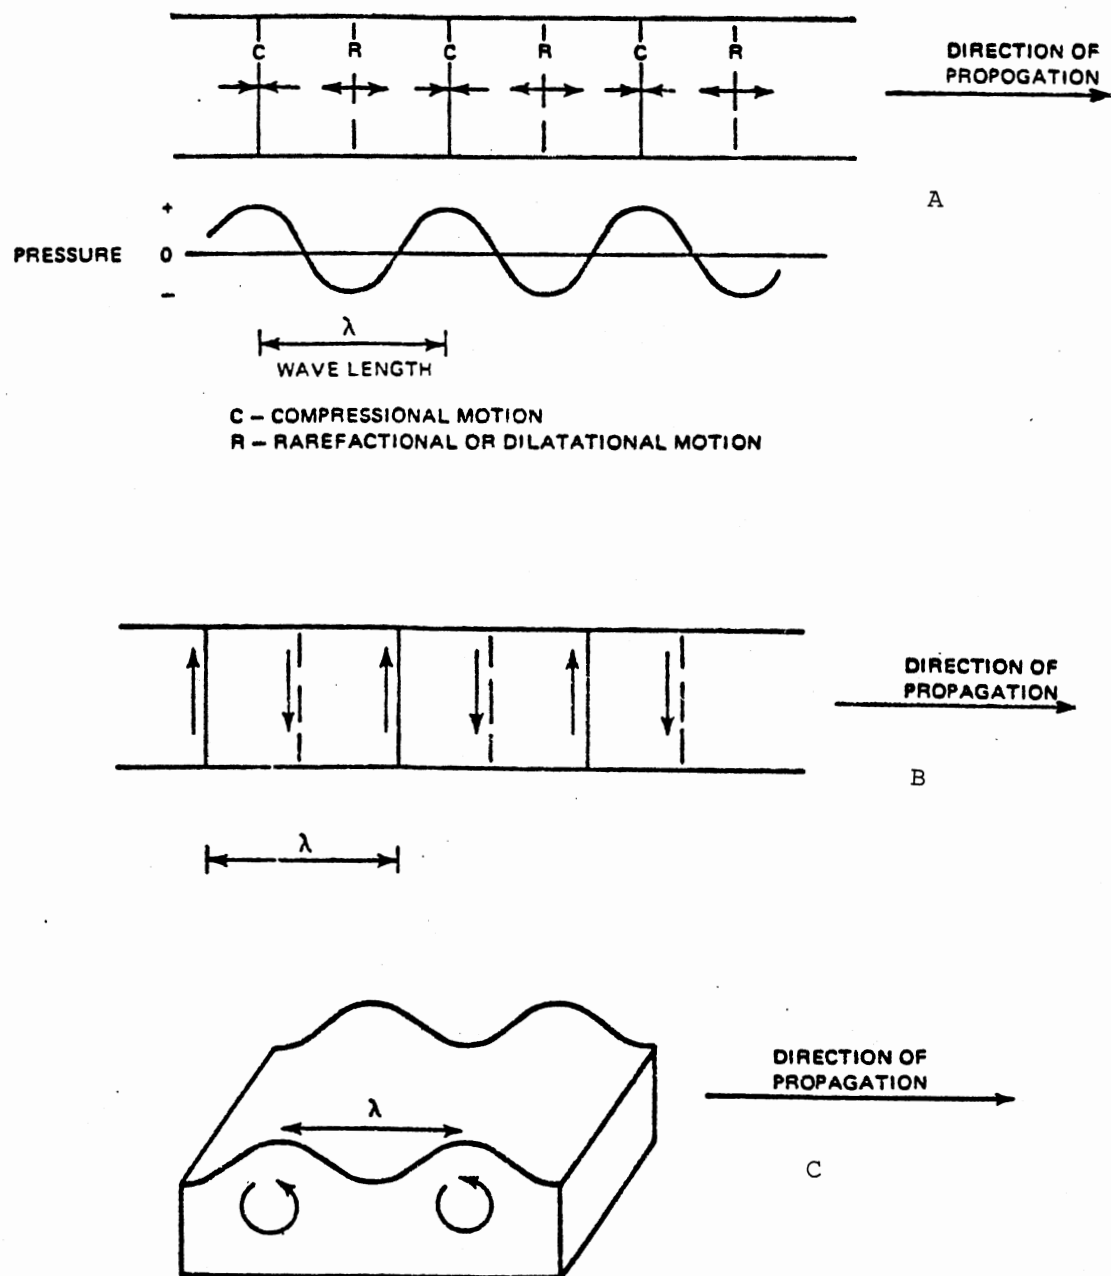 C R C R C R
DIRECTION OF
PROPOGATION
A
+
PRESSURE 0
−
λ
WAVE LENGTH
C – COMPRESSIONAL MOTION
R – RAREFACTIONAL OR DILATATIONAL MOTION
DIRECTION OF
PROPAGATION
B
λ
DIRECTION OF
PROPAGATION
λ
C